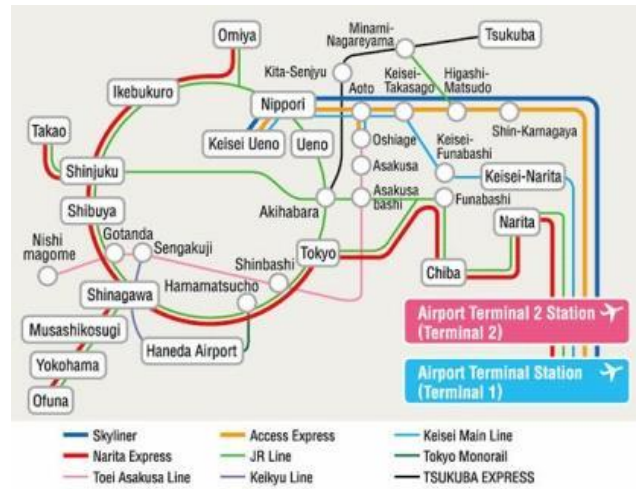 Omiya
Minami-
Nagareyama
Tsukuba
Kita-Senjyu
Ikebukuro
Nippori
Aoto
Keisei-
Takasago
Higashi-
Matsudo
Takao
Keisei Ueno
Ueno
Oshiage
Shin-Kamagaya
Shinjuku
Asakusa
Keisei-
Funabashi
Keisei-Narita
Shibuya
Akihabara
Asakusa
bashi
Funabashi
Narita
Gotanda
Sengakuji
Tokyo
Nishi
magome
Shinbashi
Hamamatsucho
Chiba
Shinagawa
Musashikosugi
Haneda Airport
Yokohama
Ofuna
Airport Terminal 2 Station
(Terminal 2)
Airport Terminal Station
(Terminal 1)
Skyliner
Access Express
Keisei Main Line
Narita Express
JR Line
Tokyo Monorail
Toei Asakusa Line
Keikyu Line
TSUKUBA EXPRESS